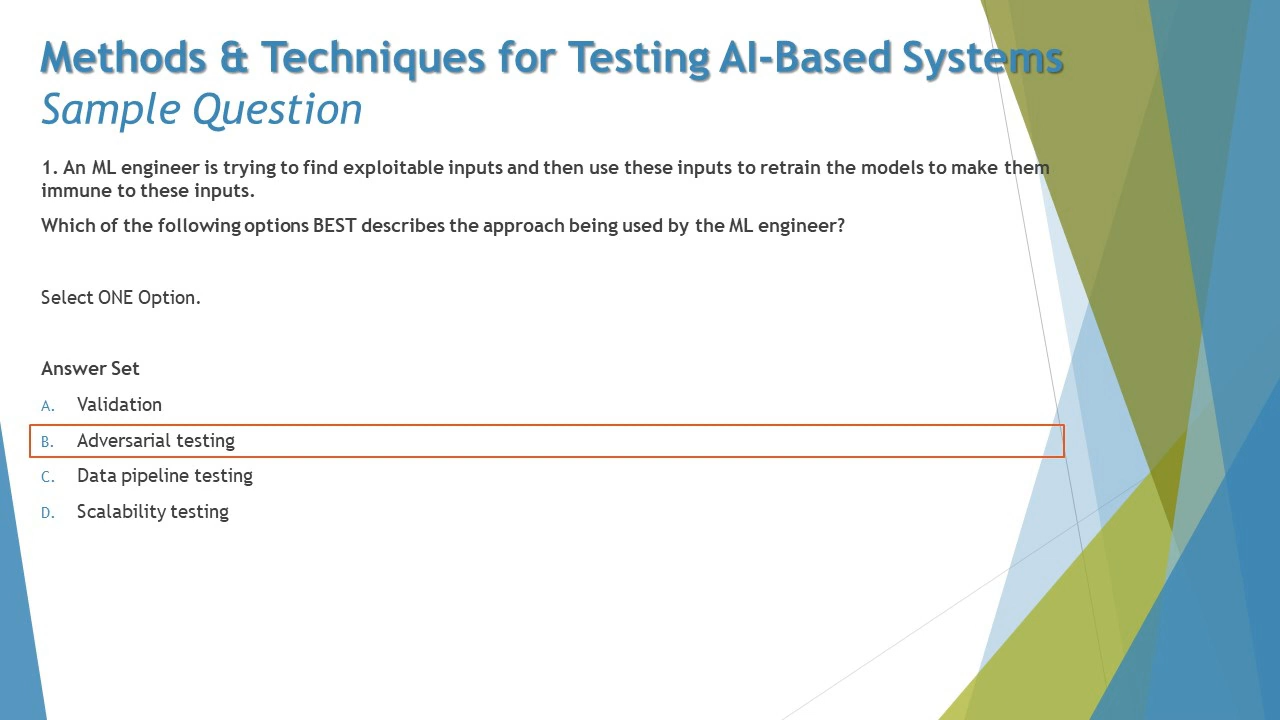 Methods & Techniques for Testing AI-Based Systems
Sample Question
1. An ML engineer is trying to find exploitable inputs and then use these inputs to retrain the models to make them
immune to these inputs.
Which of the following options BEST describes the approach being used by the ML engineer?
Select ONE Option.
Answer Set
A. Validation
B. Adversarial testing
C. Data pipeline testing
D. Scalability testing